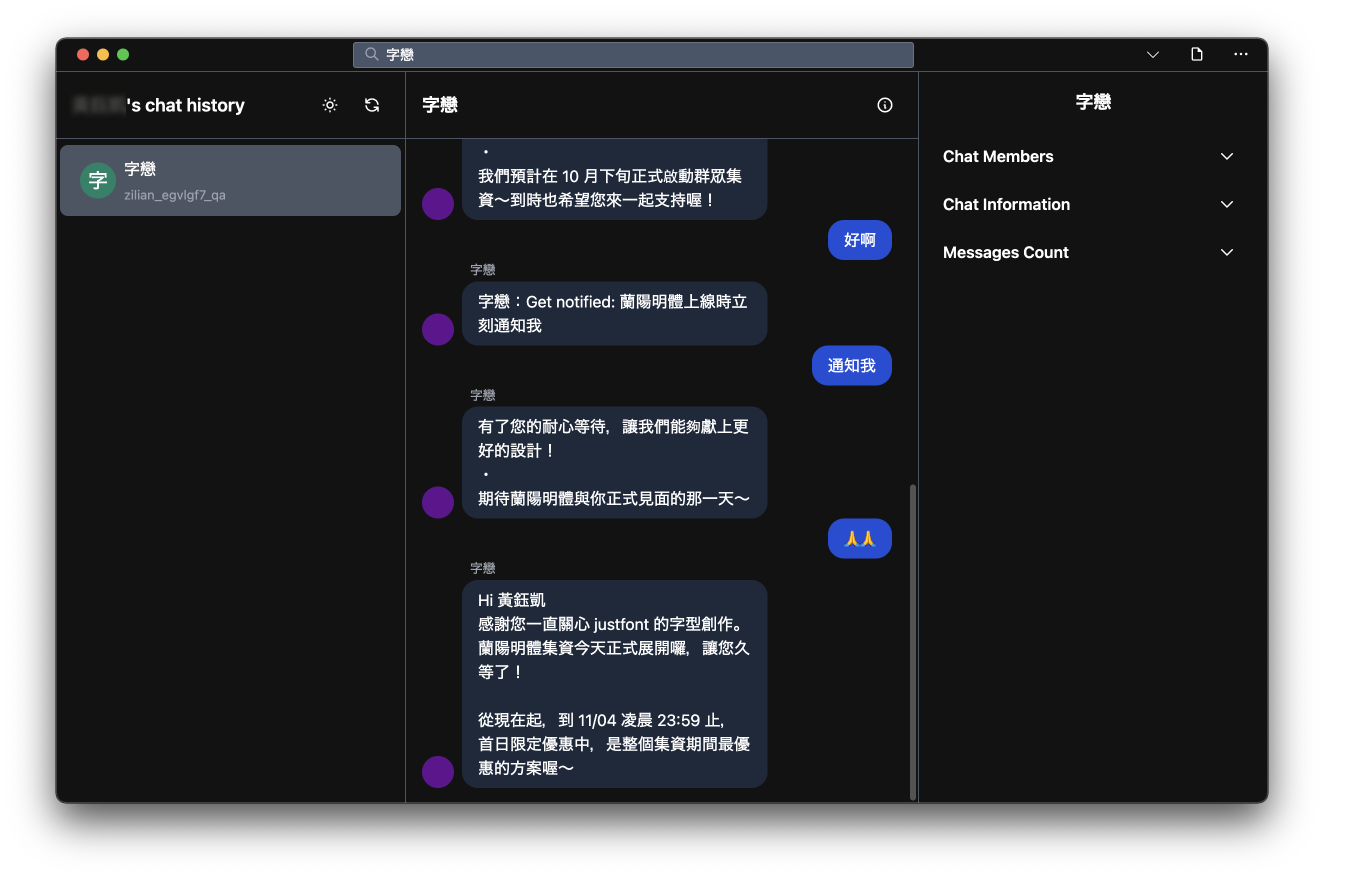 字戀
's chat history
字
字戀
zilian_egvlgf7_qa
字戀
・
我們預計在 10 月下旬正式啟動群眾集
資～到時也希望您來一起支持喔！
好啊
字戀
字戀：Get notified: 蘭陽明體上線時立
刻通知我
通知我
字戀
有了您的耐心等待，讓我們能夠獻上更
好的設計！
・
期待蘭陽明體與你正式見面的那一天～
🙏🙏
字戀
Hi 黃鈺凱
感謝您一直關心 justfont 的字型創作。
蘭陽明體集資今天正式展開囉，讓您久
等了！
從現在起，到 11/04 凌晨 23:59 止，
首日限定優惠中，是整個集資期間最優
惠的方案喔～
字戀
Chat Members
Chat Information
Messages Count